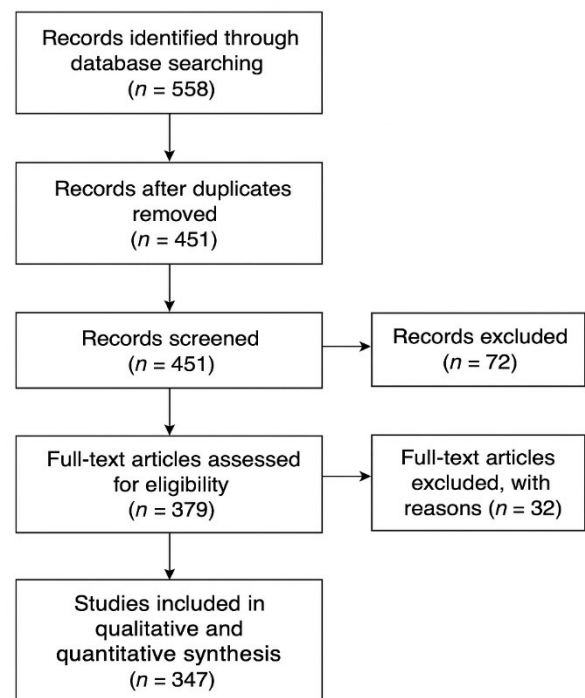 Records identified through
database searching
(n = 558)
Records after duplicates
removed
(n = 451)
Records screened
(n = 451)
Records excluded
(n = 72)
Full-text articles assessed
for eligibility
(n = 379)
Full-text articles
excluded, with
reasons (n = 32)
Studies included in
qualitative and
quantitative synthesis
(n = 347)